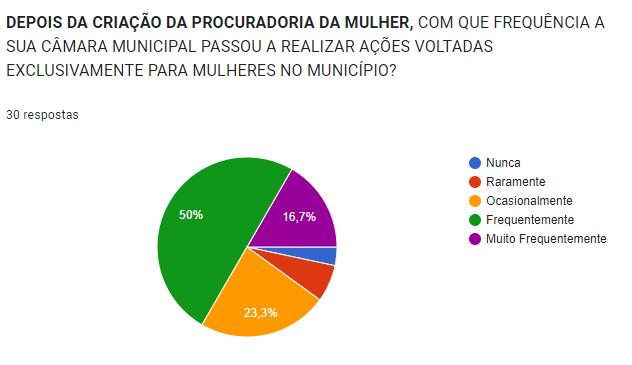 DEPOIS DA CRIAÇÃO DA PROCURADORIA DA MULHER, COM QUE FREQUÊNCIA A
SUA CÂMARA MUNICIPAL PASSOU A REALIZAR AÇÕES VOLTADAS
EXCLUSIVAMENTE PARA MULHERES NO MUNICÍPIO?
30 respostas
50%
16,7%
23,3%
Nunca
Raramente
Ocasionalmente
Frequentemente
Muito Frequentemente